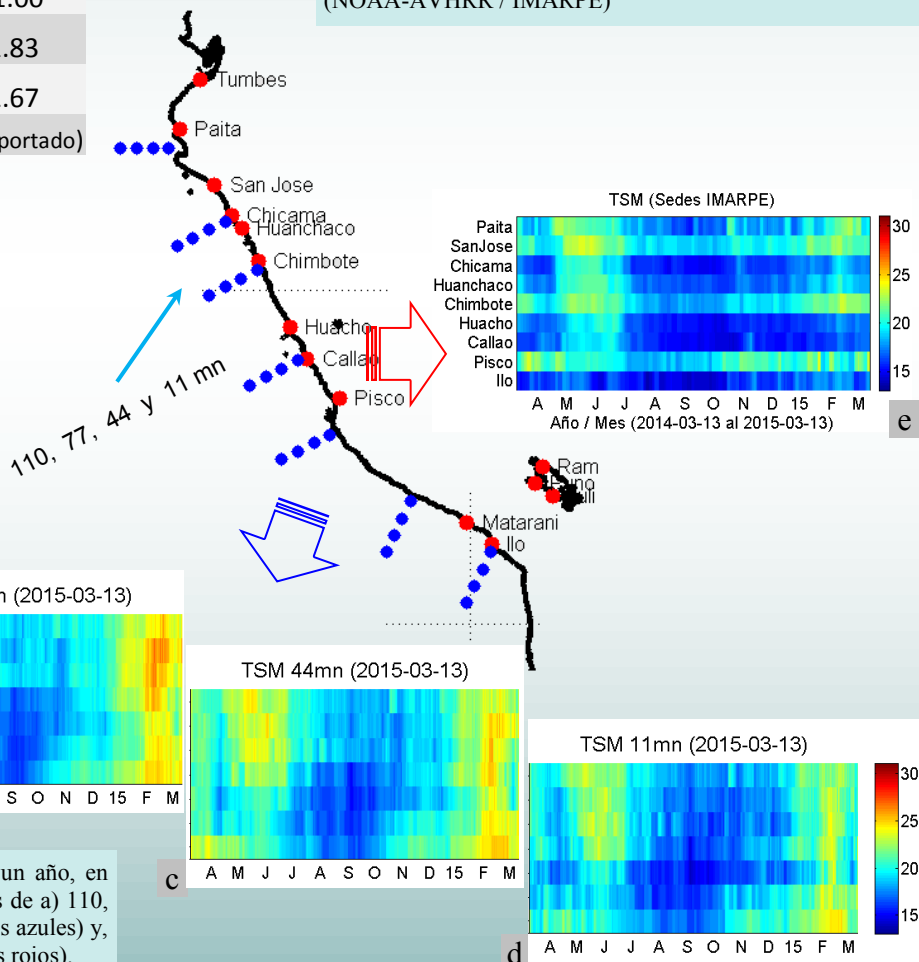 .83
.67
portado)
(NOAA-AVHRR / IMARPE)
Tumbes
Paita
San Jose
Chicama
Huanchaco
Chimbote
Huacho
Callao
Pisco
110, 77, 44 y 11 mn
Ram
Matarani
Ilo
TSM (Sedes IMARPE)
Paita
SanJose
Chicama
Huanchaco
Chimbote
Huacho
Callao
Pisco
Ilo
A M J J A S O N D 15 F M
Año / Mes (2014-03-13 al 2015-03-13)
30
25
20
15
e
n (2015-03-13)
S O N D 15 F M
TSM 44mn (2015-03-13)
A M J J A S O N D 15 F M
c
TSM 11mn (2015-03-13)
30
25
20
15
A M J J A S O N D 15 F M
d
un año, en
s de a) 110,
s azules) y,
s rojos).